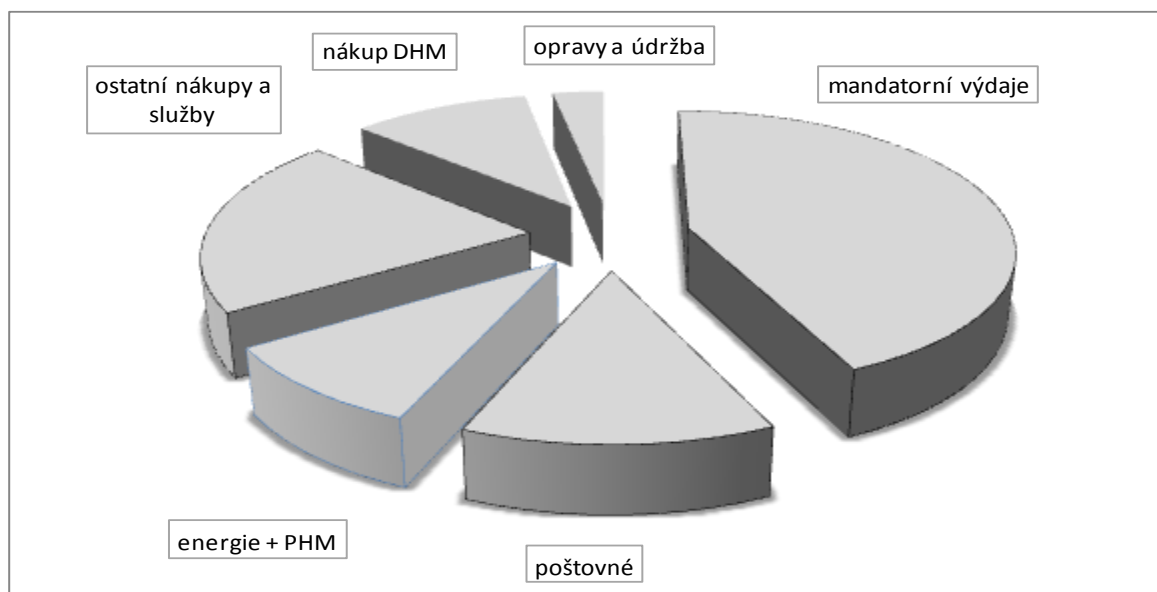 opravy a údržba
nákup DHM
mandatorní výdaje
ostatní nákupy a
služby
energie + PHM
poštovné